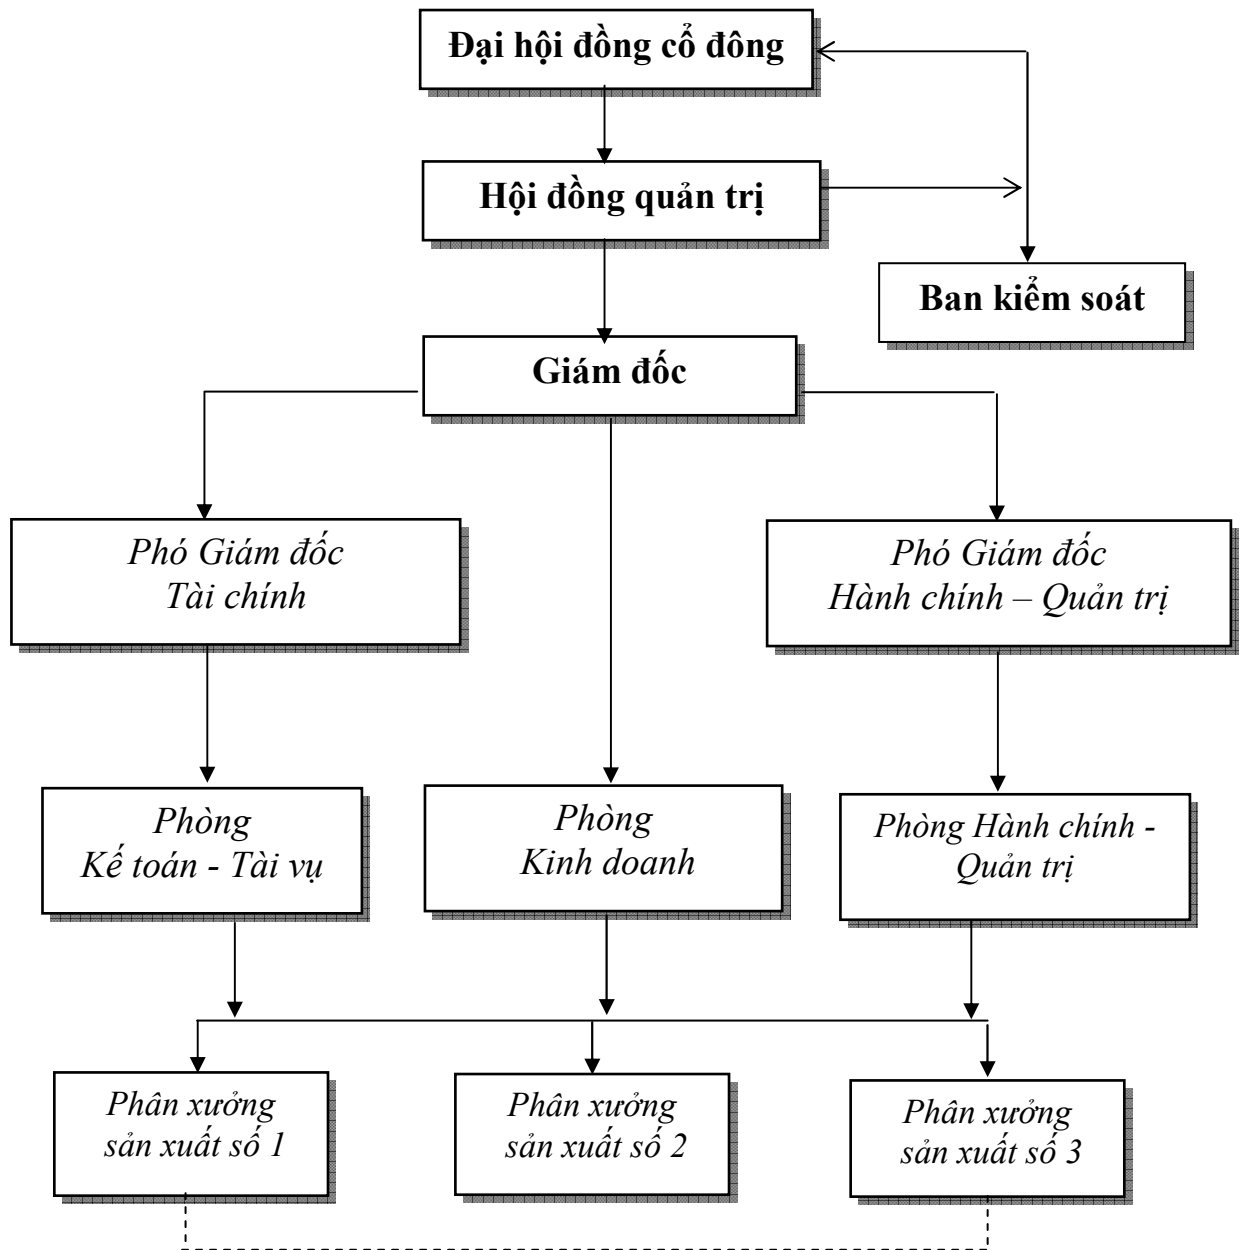 Đại hội đồng cổ đông
Hội đồng quản trị
Ban kiểm soát
Giám đốc
Phó Giám đốc
Tài chính
Phó Giám đốc
Hành chính – Quản trị
Phòng
Kế toán - Tài vụ
Phòng
Kinh doanh
Phòng Hành chính -
Quản trị
Phân xưởng
sản xuất số 1
Phân xưởng
sản xuất số 2
Phân xưởng
sản xuất số 3